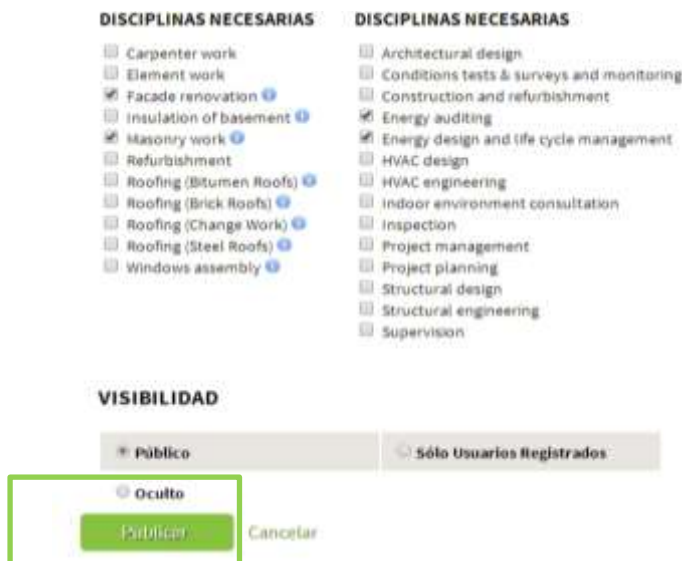 DISCIPLINAS NECESARIAS
Carpenter work
Element work
Facade renovation
Insulation of basement
Masonry work
Refurbishment
Roofing (Bitumen Roofs)
Roofing (Brick Roofs)
Roofing (Change Work)
Roofing (Steel Roofs)
Windows assembly
DISCIPLINAS NECESARIAS
Architectural design
Conditions tests & surveys and monitoring
Construction and refurbishment
Energy auditing
Energy design and life cycle management
HVAC design
HVAC engineering
Indoor environment consultation
Inspection
Project management
Project planning
Structural design
Structural engineering
Supervision
VISIBILIDAD
Público
Sólo Usuarios Registrados
Oculto
Publicar
Cancelar